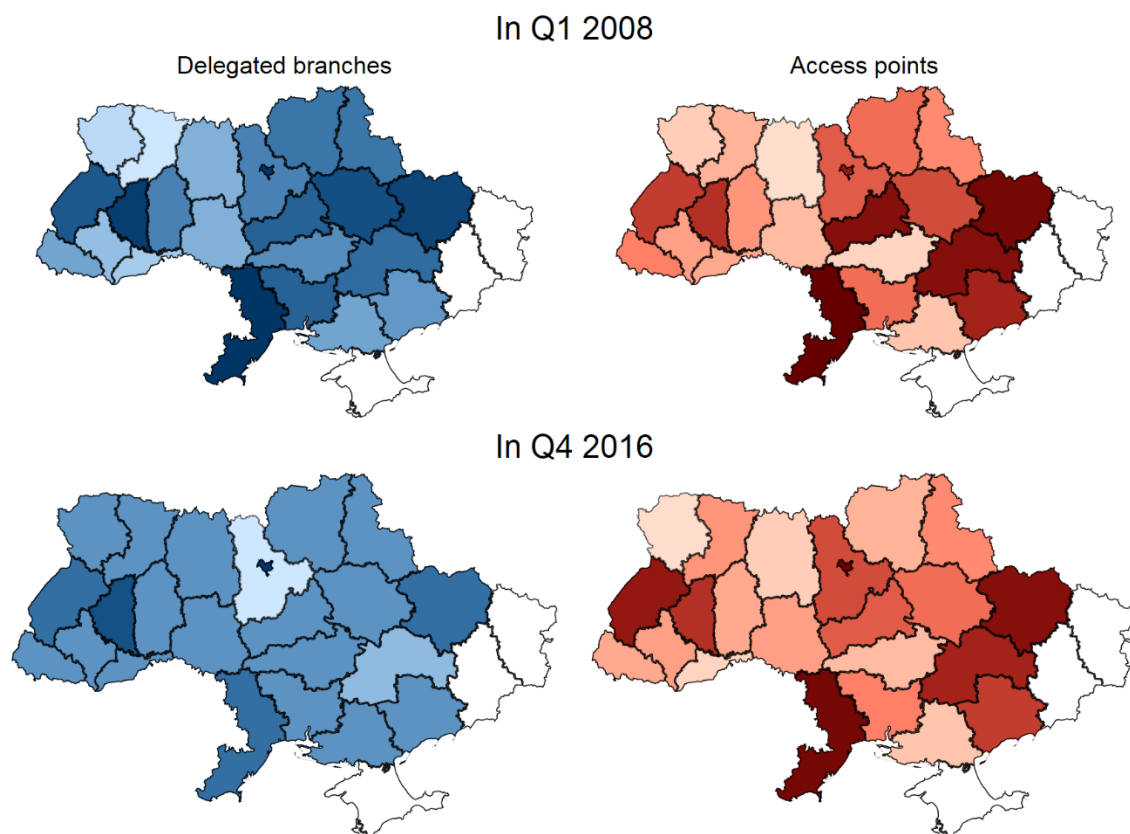 In Q1 2008
Delegated branches
Access points
In Q4 2016